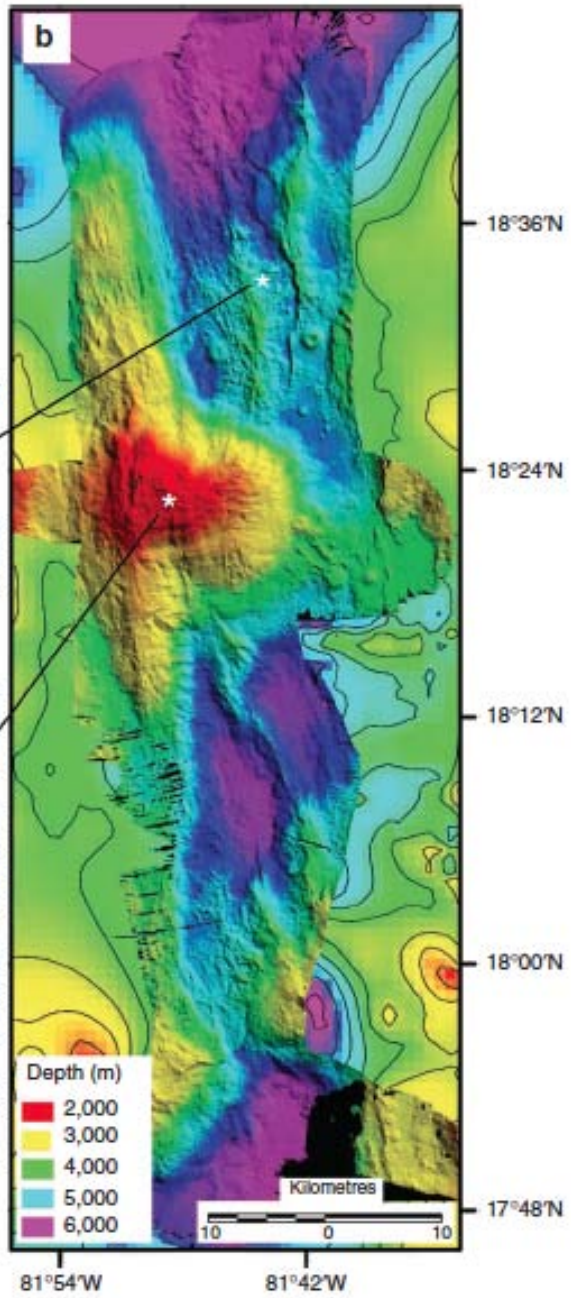 b
18°36′N
18°24′N
18°12′N
18°00′N
17°48′N
Depth (m)
2,000
3,000
4,000
5,000
6,000
Kilometres
10 0 10
81°54′W 81°42′W